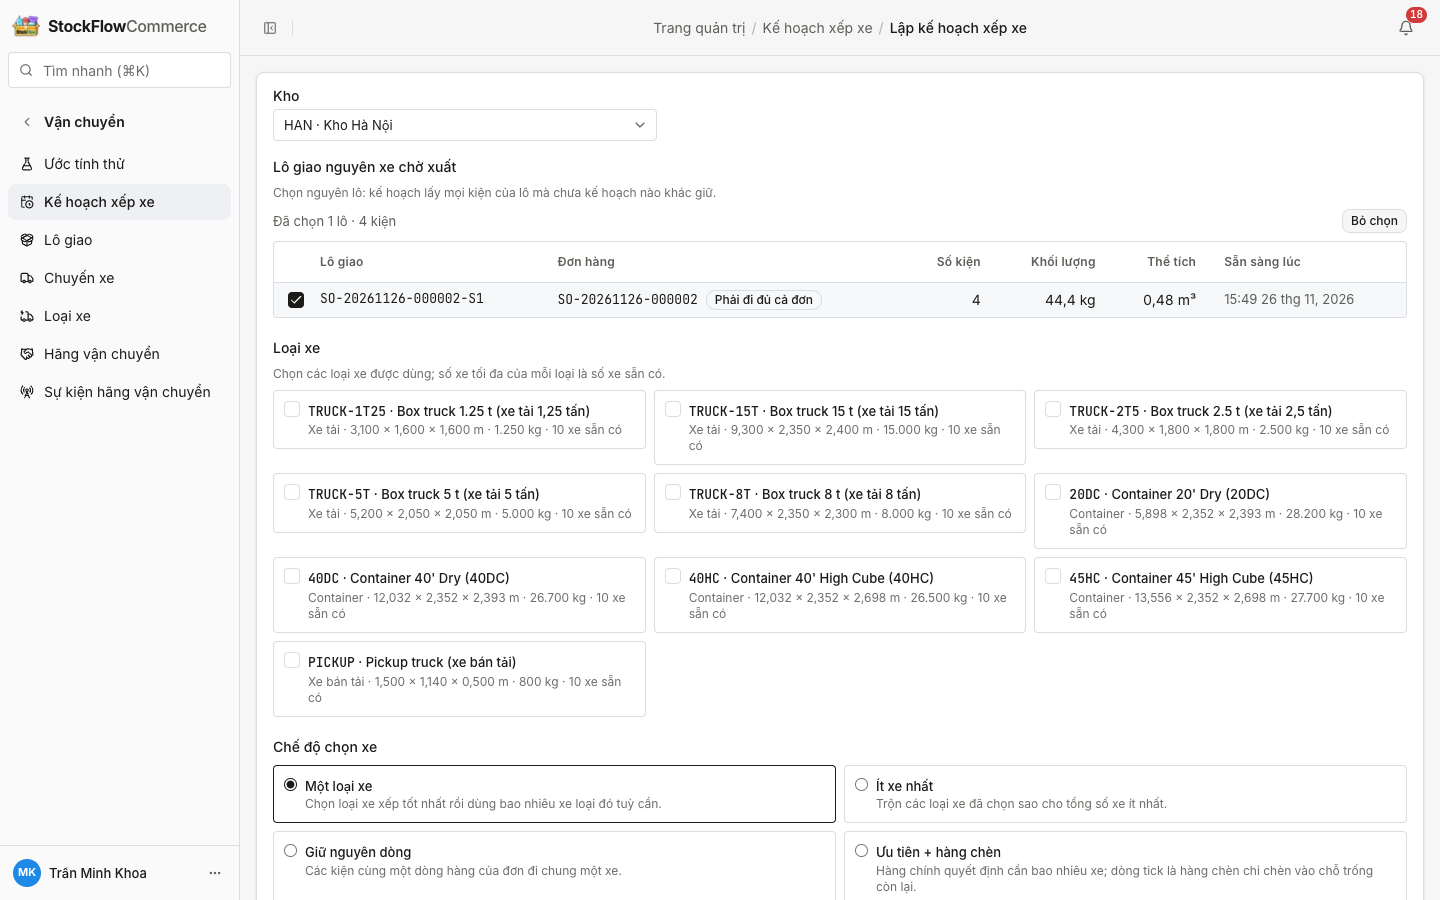 StockFlowCommerce
Tìm nhanh (⌘K)
Vận chuyển
Ước tính thử
Kế hoạch xếp xe
Lô giao
Chuyến xe
Loại xe
Hãng vận chuyển
Sự kiện hãng vận chuyển
MK Trần Minh Khoa
Trang quản trị / Kế hoạch xếp xe / Lập kế hoạch xếp xe
18
Kho
HAN · Kho Hà Nội
Lô giao nguyên xe chờ xuất
Chọn nguyên lô: kế hoạch lấy mọi kiện của lô mà chưa kế hoạch nào khác giữ.
Đã chọn 1 lô · 4 kiện
Bỏ chọn
Lô giao Đơn hàng Số kiện Khối lượng Thể tích Sẵn sàng lúc
SO-20261126-000002-S1 SO-20261126-000002 Phải đi đủ cả đơn 4 44,4 kg 0,48 m³ 15:49 26 thg 11, 2026
Loại xe
Chọn các loại xe được dùng; số xe tối đa của mỗi loại là số xe sẵn có.
TRUCK-1T25 · Box truck 1.25 t (xe tải 1,25 tấn)
Xe tải · 3,100 × 1,600 × 1,600 m · 1.250 kg · 10 xe sẵn có
TRUCK-15T · Box truck 15 t (xe tải 15 tấn)
Xe tải · 9,300 × 2,350 × 2,400 m · 15.000 kg · 10 xe sẵn
có
TRUCK-2T5 · Box truck 2.5 t (xe tải 2,5 tấn)
Xe tải · 4,300 × 1,800 × 1,800 m · 2.500 kg · 10 xe sẵn có
TRUCK-5T · Box truck 5 t (xe tải 5 tấn)
Xe tải · 5,200 × 2,050 × 2,050 m · 5.000 kg · 10 xe sẵn có
TRUCK-8T · Box truck 8 t (xe tải 8 tấn)
Xe tải · 7,400 × 2,350 × 2,300 m · 8.000 kg · 10 xe sẵn có
20DC · Container 20' Dry (20DC)
Container · 5,898 × 2,352 × 2,393 m · 28.200 kg · 10 xe
sẵn có
40DC · Container 40' Dry (40DC)
Container · 12,032 × 2,352 × 2,393 m · 26.700 kg · 10 xe
sẵn có
40HC · Container 40' High Cube (40HC)
Container · 12,032 × 2,352 × 2,698 m · 26.500 kg · 10 xe
sẵn có
45HC · Container 45' High Cube (45HC)
Container · 13,556 × 2,352 × 2,698 m · 27.700 kg · 10 xe
sẵn có
PICKUP · Pickup truck (xe bán tải)
Xe bán tải · 1,500 × 1,140 × 0,500 m · 800 kg · 10 xe sẵn
có
Chế độ chọn xe
Một loại xe
Chọn loại xe xếp tốt nhất rồi dùng bao nhiêu xe loại đó tuỳ cần.
Ít xe nhất
Trộn các loại xe đã chọn sao cho tổng số xe ít nhất.
Giữ nguyên dòng
Các kiện cùng một dòng hàng của đơn đi chung một xe.
Ưu tiên + hàng chèn
Hàng chính quyết định cần bao nhiêu xe; dòng tick là hàng chèn chỉ chèn vào chỗ trống
còn lại.